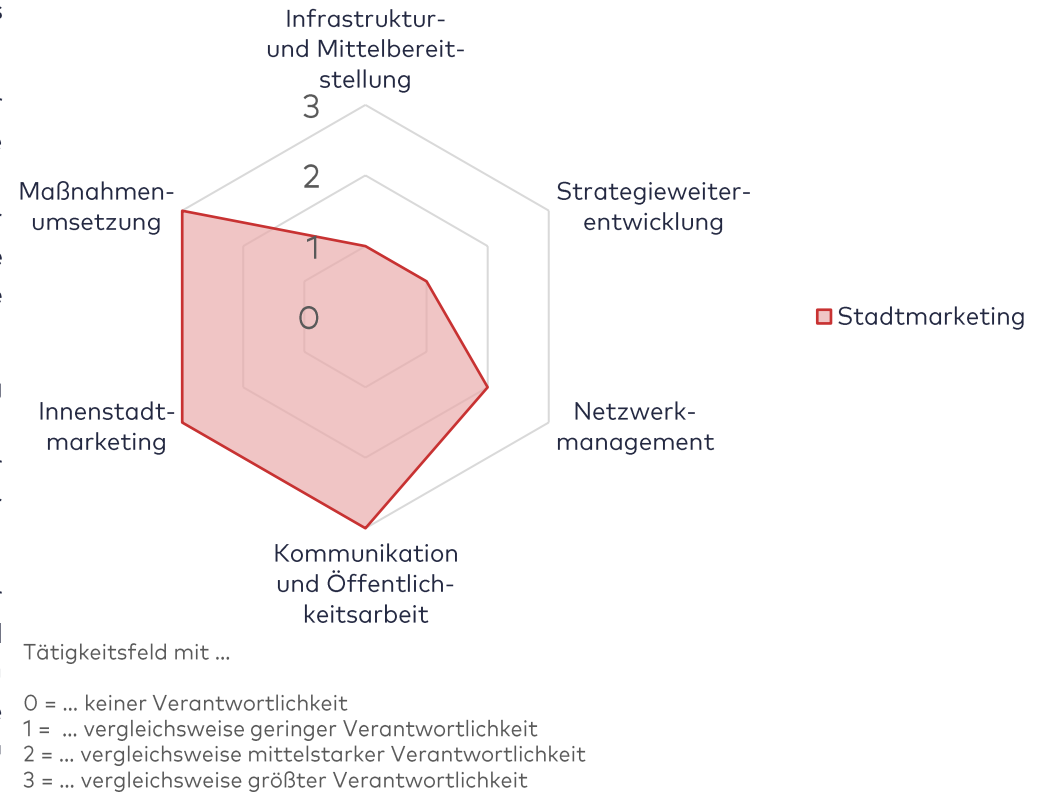 Infrastruktur-
und Mittelbereit-
stellung
3
2
1
0
Maßnahmen-
umsetzung
Strategieweiter-
entwicklung
Stadtmarketing
Innenstadt-
marketing
Netzwerk-
management
Kommunikation
und Öffentlich-
keitsarbeit
Tätigkeitsfeld mit ...
0 = ... keiner Verantwortlichkeit
1 = ... vergleichsweise geringer Verantwortlichkeit
2 = ... vergleichsweise mittelstarker Verantwortlichkeit
3 = ... vergleichsweise größter Verantwortlichkeit